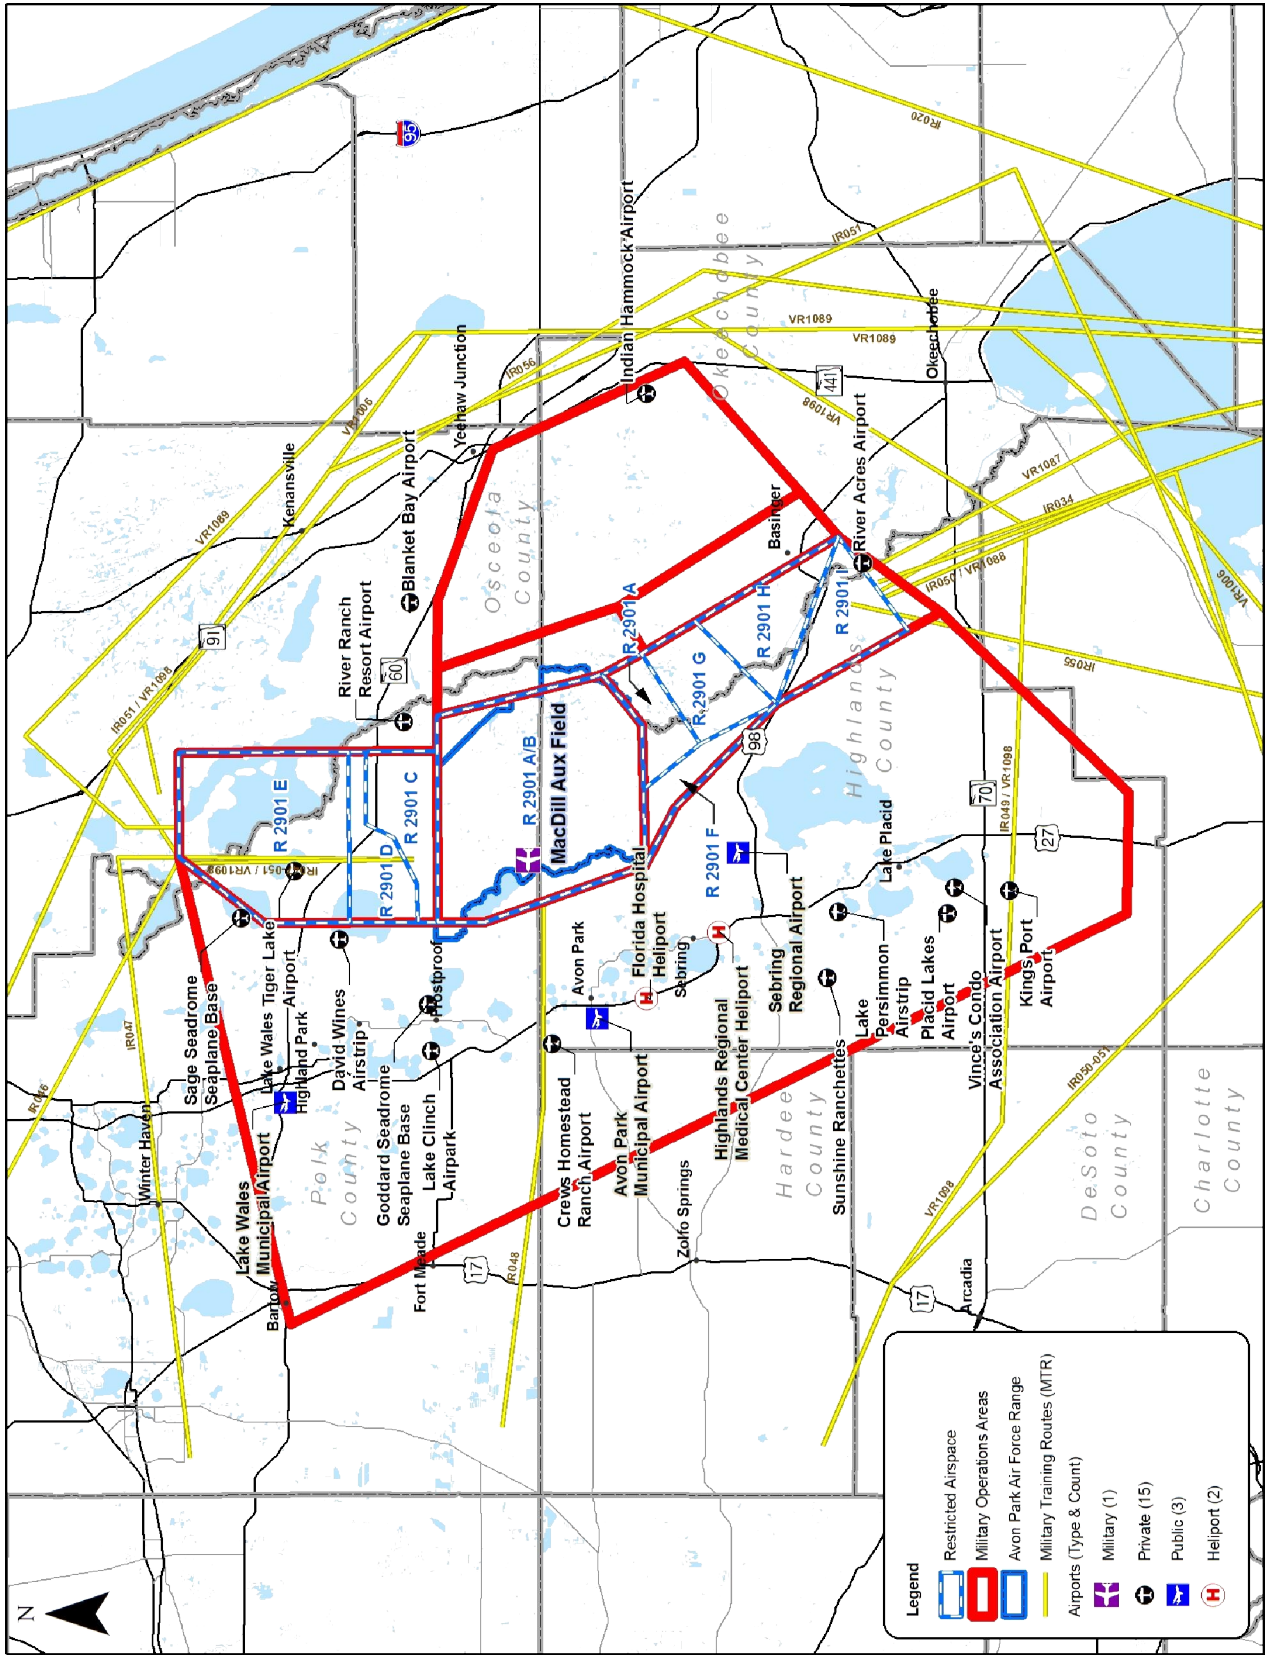 N
95
IR020
Indian Hammock Airport
IR051
Okeechobee
County
VR1089
VR1089
Okeechobee
441
VR1098
IR056
Yeehaw Junction
VR1006
Kenansville
VR1089
Blanket Bay Airport
Osceola
County
River Acres Airport
Basinger
VR1087
IR034
IR050 / VR1088
VR1006
IR055
91
IR051 / VR1098
River Ranch
Resort Airport
60
R 2901 A
R 2901 H
R 2901 I
R 2901 G
R 2901 E
R 2901 C
R 2901 D
R 2901 A/B
MacDill Aux Field
R 2901 F
98
Highlands
County
70
IR049 / VR1098
27
Lake Placid
IR047
IR046
Sage Seadrome
Seaplane Base
Lake Wales
Tiger Lake
Airport
Highland Park
David Wines
Airstrip
Frostproof
Goddard Seadrome
Seaplane Base
Lake Clinch
Airpark
Avon Park
Florida Hospital
Heliport
Sebring
Sebring
Regional Airport
Highlands Regional
Medical Center Heliport
Lake
Persimmon
Airstrip
Placid Lakes
Airport
Vince's Condo
Association Airport
Kings Port
Airport
Winter Haven
Lake Wales
Municipal Airport
Polk
County
Crews Homestead
Ranch Airport
Avon Park
Municipal Airport
Hardee
County
Sunshine Ranchettes
IR050-051
DeSoto
County
Charlotte
County
VR1098
Bartow
Fort Meade
17
IR048
Zolfo Springs
17
Arcadia
Legend
Restricted Airspace
Military Operations Areas
Avon Park Air Force Range
Military Training Routes (MTR)
Airports (Type & Count)
Military (1)
Private (15)
Public (3)
H
Heliport (2)
H
H